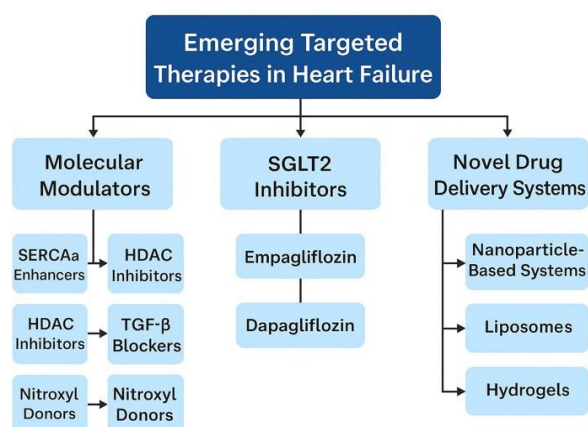 Emerging Targeted
Therapies in Heart Failure
Molecular
Modulators
SGLT2
Inhibitors
Novel Drug
Delivery Systems
SERCAa
Enhancers
HDAC
Inhibitors
Empagliflozin
Nanoparticle-
Based Systems
HDAC
Inhibitors
TGF-β
Blockers
Dapagliflozin
Liposomes
Nitroxyl
Donors
Nitroxyl
Donors
Hydrogels